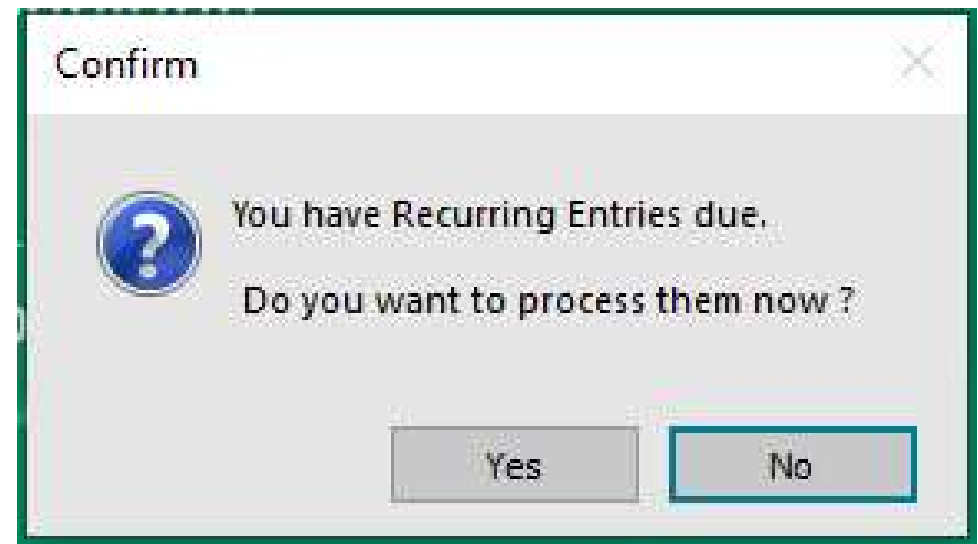 Confirm
You have Recurring Entries due.
Do you want to process them now ?
Yes
No